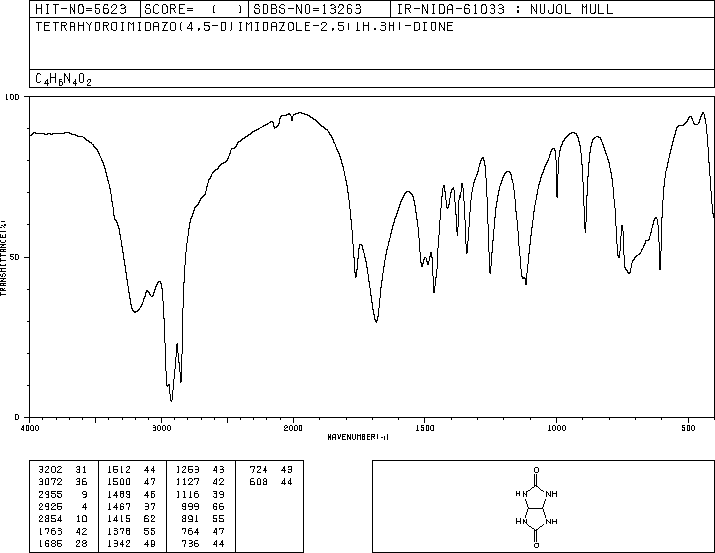 HIT-NO=5623 SCORE= ( ) SDBS-NO=13263 IR-NIDA-61033 : NUJOL MULL
TETRAHYDROIMIDAZO(4,5-D)IMIDAZOLE-2,5(1H,3H)-DIONE
C4H6N4O2
100
50
0
TRANSMITTANCE(%)
4000 3000 2000 1500 1000 500
WAVENUMBER(-1)
3202 31 1512 44 1253 43 724 43
3072 36 1500 47 1127 42 608 44
2955 9 1489 46 1116 39
2925 4 1467 37 999 66
2854 10 1415 62 891 55
1763 42 1378 55 764 47
1685 28 1342 49 736 44
O
HN NH
HN NH
O